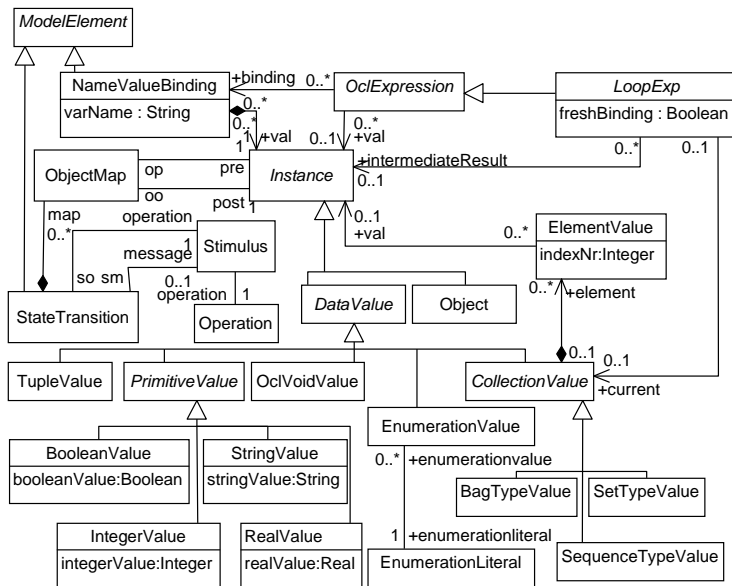 ModelElement
NameValueBinding
varName : String
+binding
0..*
OclExpression
LoopExp
freshBinding : Boolean
0..*
0..*
+val
1
1
0..*
0..1
+val
+intermediateResult
0..1
0..*
0..1
ObjectMap
op
pre
oo
post
1
Instance
map
0..*
operation
1
message
so
sm
0..1
Stimulus
operation
1
Operation
StateTransition
0..1
+val
0..*
ElementValue
indexNr:Integer
0..*
+element
DataValue
Object
0..1
0..1
+current
TupleValue
PrimitiveValue
OclVoidValue
CollectionValue
EnumerationValue
BooleanValue
booleanValue:Boolean
StringValue
stringValue:String
0..*
+enumerationvalue
BagTypeValue
SetTypeValue
IntegerValue
integerValue:Integer
RealValue
realValue:Real
1
+enumerationliteral
EnumerationLiteral
SequenceTypeValue